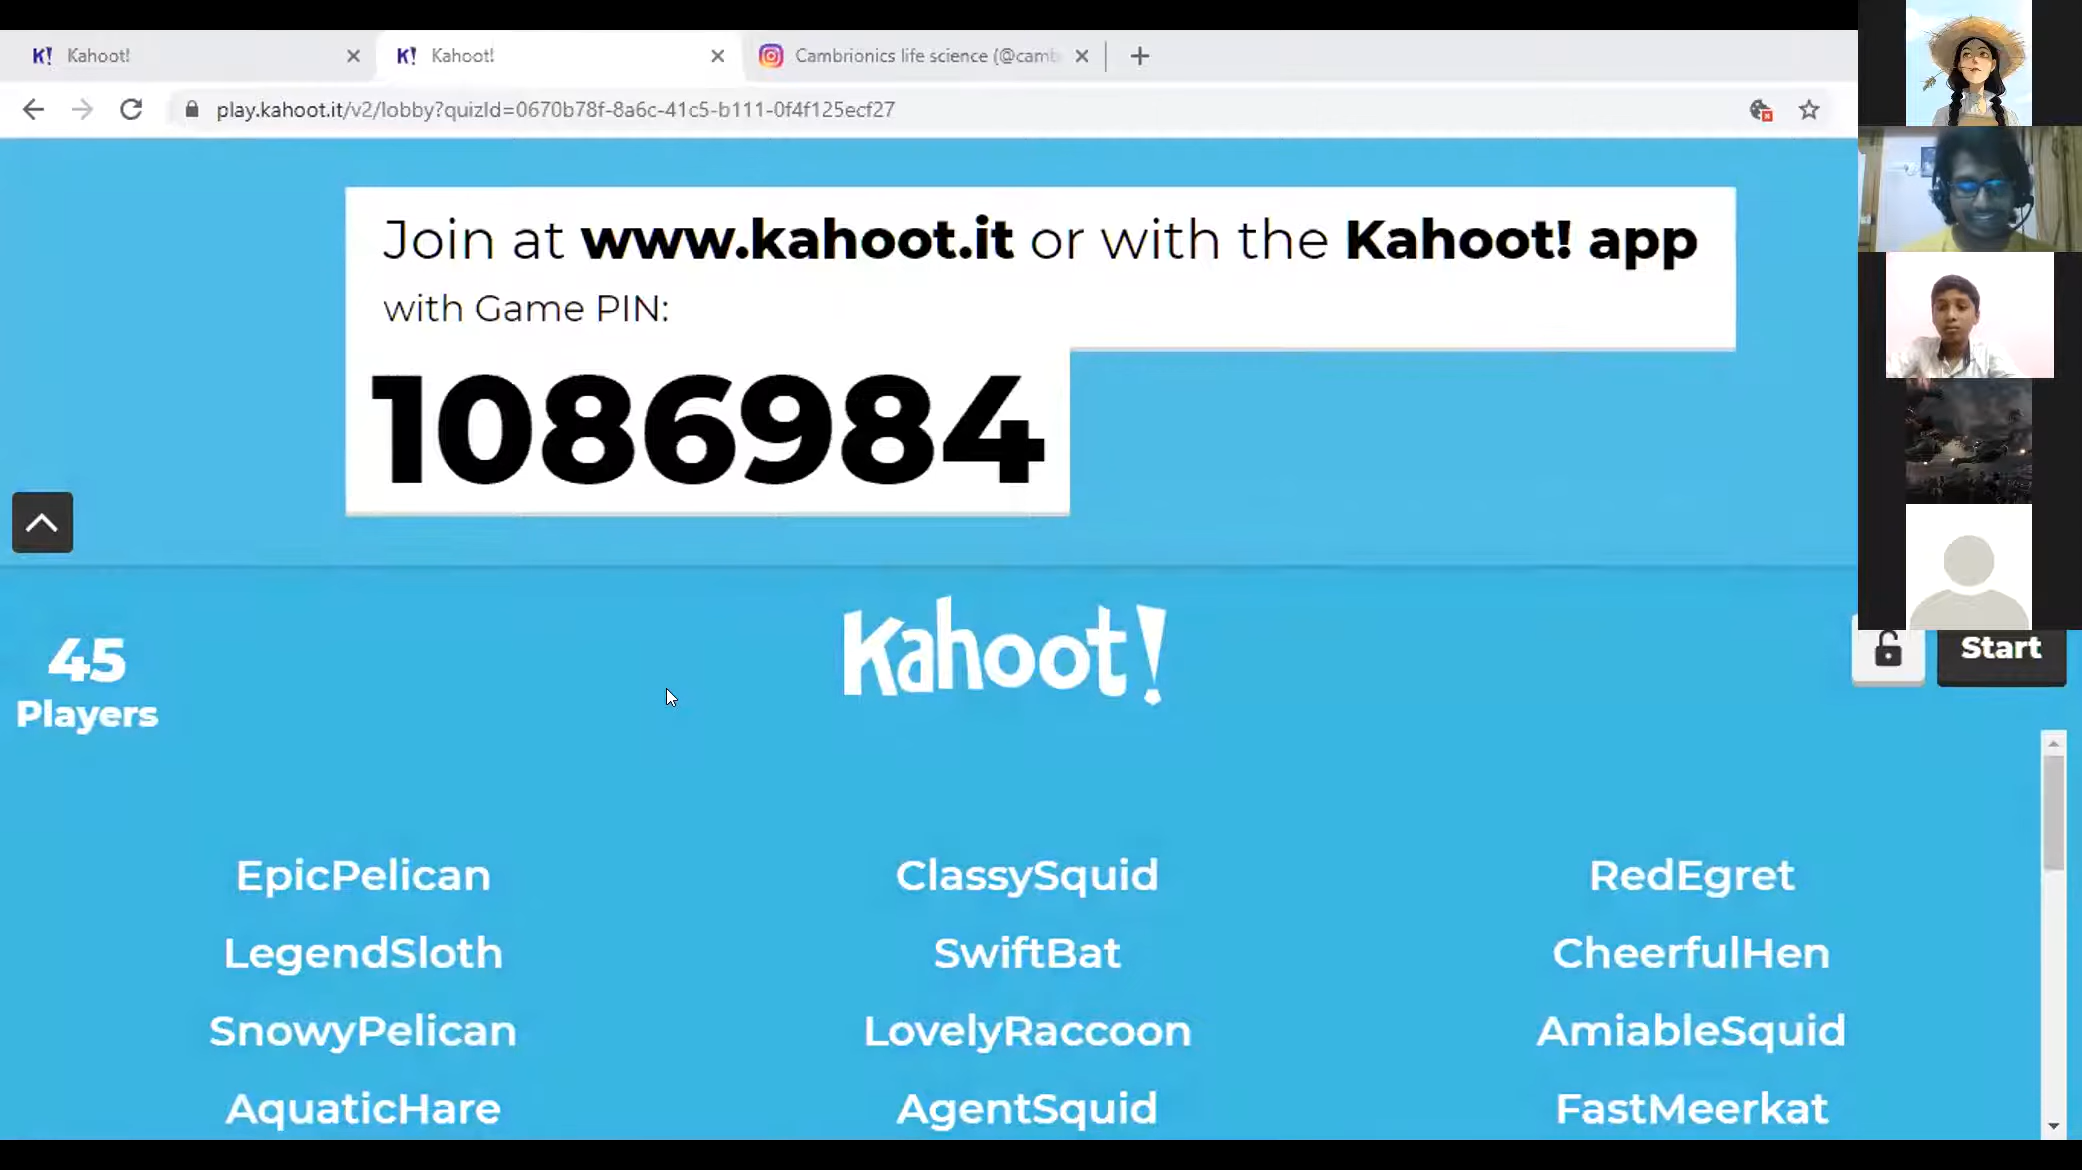 K! Kahoot!
K! Kahoot!
Cambrionics life science (@camb
play.kahoot.it/v2/lobby?quizId=0670b78f-8a6c-41c5-b111-0f4f125ecf27
Join at www.kahoot.it or with the Kahoot! app
with Game PIN:
1086984
45
Players
Kahoot!
Start
EpicPelican ClassySquid RedEgret
LegendSloth SwiftBat CheerfulHen
SnowyPelican LovelyRaccoon AmiableSquid
AquaticHare AgentSquid FastMeerkat